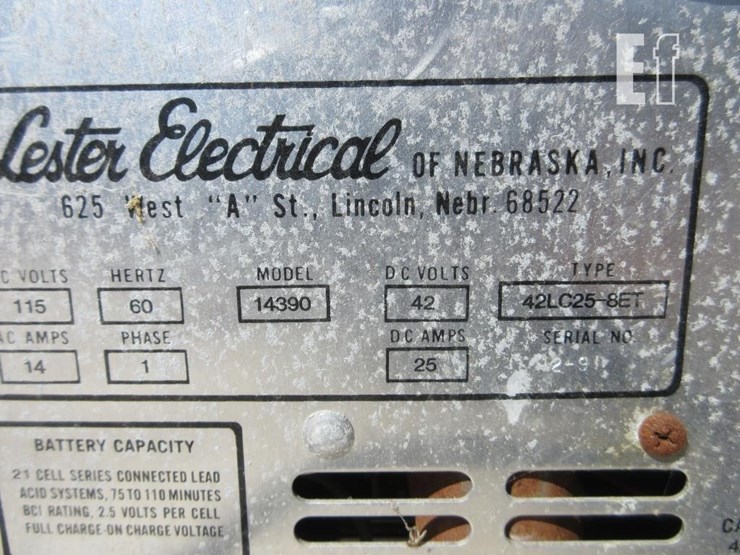 Ef
Lester Electrical OF NEBRASKA, INC.
625 West "A" St., Lincoln, Nebr. 68522
C VOLTS HERTZ MODEL DC VOLTS TYPE
115 60 14390 42 42LC25-8ET
AC AMPS PHASE DC AMPS SERIAL NO.
14 1 25
BATTERY CAPACITY
21 CELL SERIES CONNECTED LEAD
ACID SYSTEMS, 75 TO 110 MINUTES
BCI RATING, 2.5 VOLTS PER CELL
FULL CHARGE-ON CHARGE VOLTAGE
CA
4